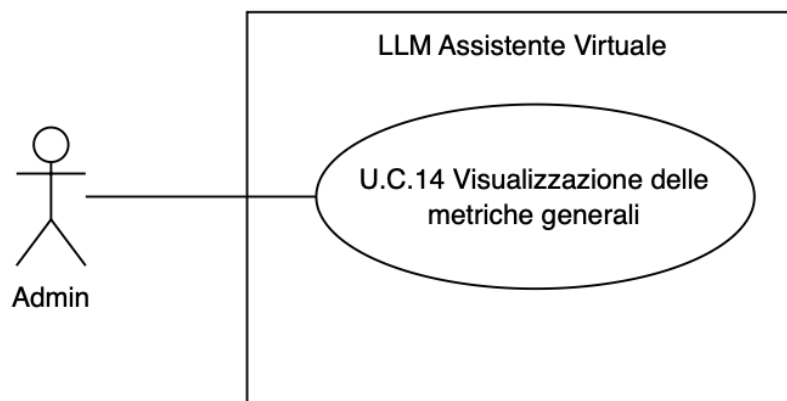 LLM Assistente Virtuale
U.C.14 Visualizzazione delle
metriche generali
Admin